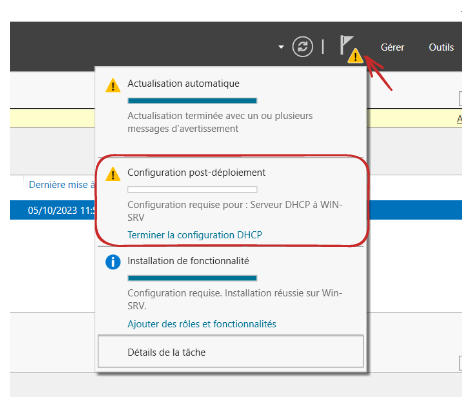 Gérer Outils
Actualisation automatique
Actualisation terminée avec un ou plusieurs
messages d'avertissement
Configuration post-déploiement
Dernière mise à
Configuration requise pour : Serveur DHCP à WIN-
05/10/2023 11:5
SRV
Terminer la configuration DHCP
Installation de fonctionnalité
Configuration requise. Installation réussie sur Win-
SRV.
Ajouter des rôles et fonctionnalités
Détails de la tâche